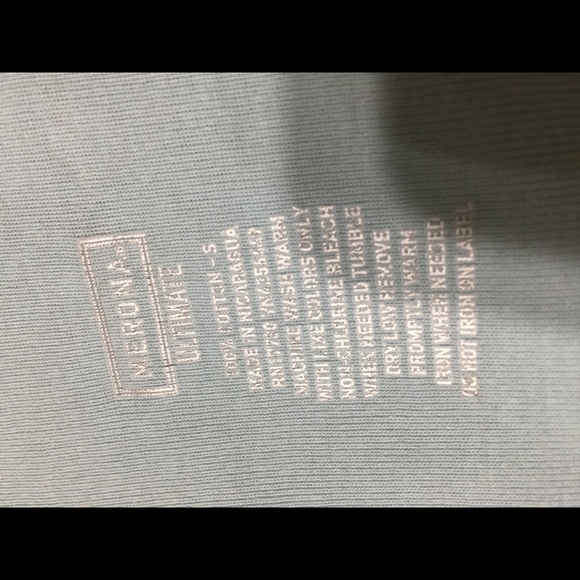 MERONA®
ULTIMATE
100% COTTON - S
MADE IN NICARAGUA
MACHINE WASH WARM
WITH LIKE COLORS ONLY
NON-CHLORINE BLEACH
WHEN NEEDED TUMBLE
DRY LOW REMOVE
PROMPTLY WARM
IRON WHEN NEEDED
DO NOT IRON ON LABEL